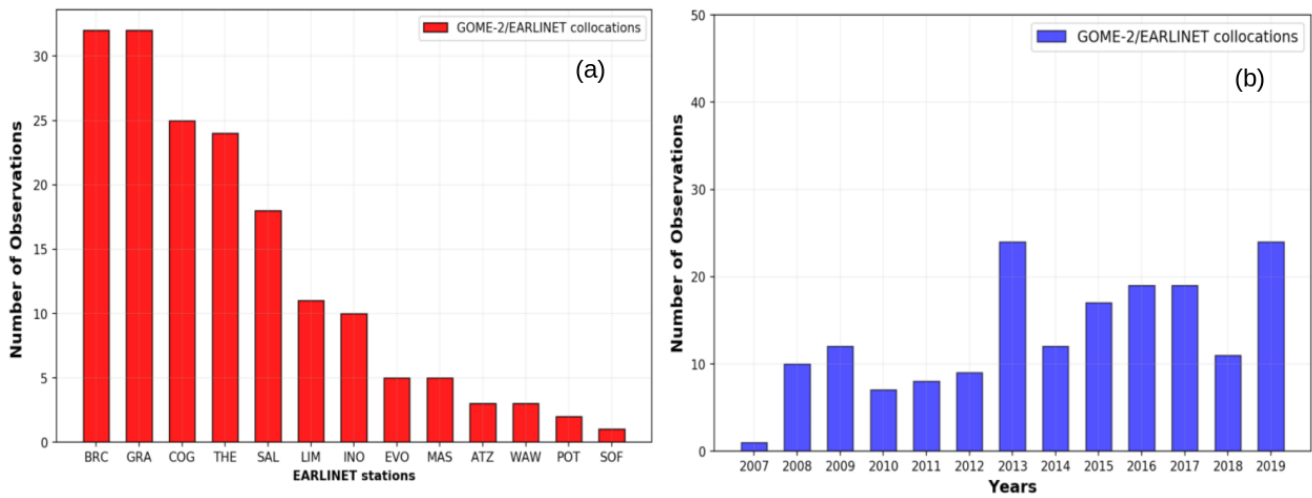 GOME-2/EARLINET collocations
(a)
Number of Observations
30
25
20
15
10
5
0
BRC GRA COG THE SAL LIM INO EVO MAS ATZ WAW POT SOF
EARLINET stations
GOME-2/EARLINET collocations
(b)
Number of Observations
50
40
30
20
10
0
2007 2008 2009 2010 2011 2012 2013 2014 2015 2016 2017 2018 2019
Years